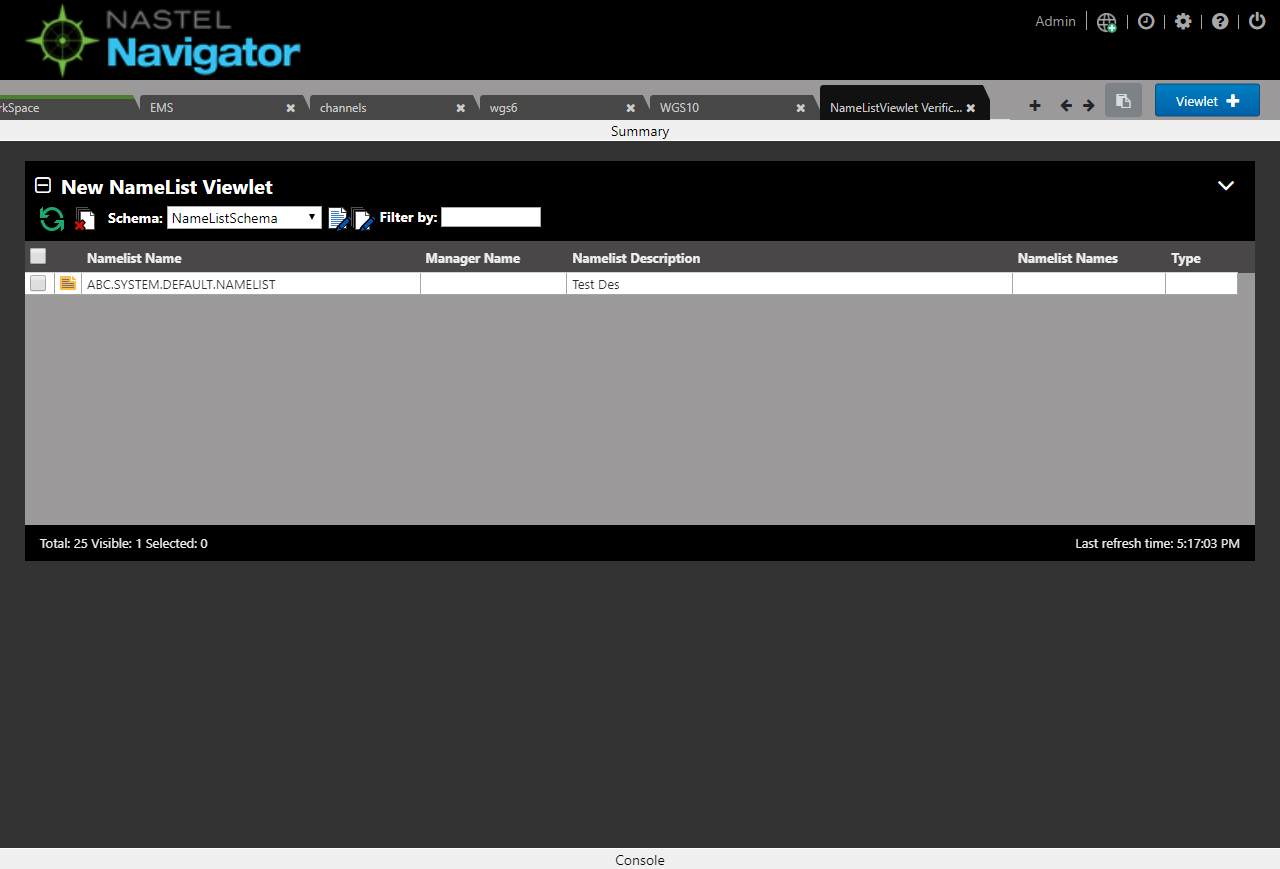 NASTEL
Navigator
Admin
rkSpace
EMS
channels
wgs6
WGS10
NameListViewlet Verific...
Viewlet
Summary
New NameList Viewlet
Schema: NameListSchema Filter by:
Namelist Name Manager Name Namelist Description Namelist Names Type
ABC.SYSTEM.DEFAULT.NAMELIST Test Des
Total: 25 Visible: 1 Selected: 0 Last refresh time: 5:17:03 PM
Console